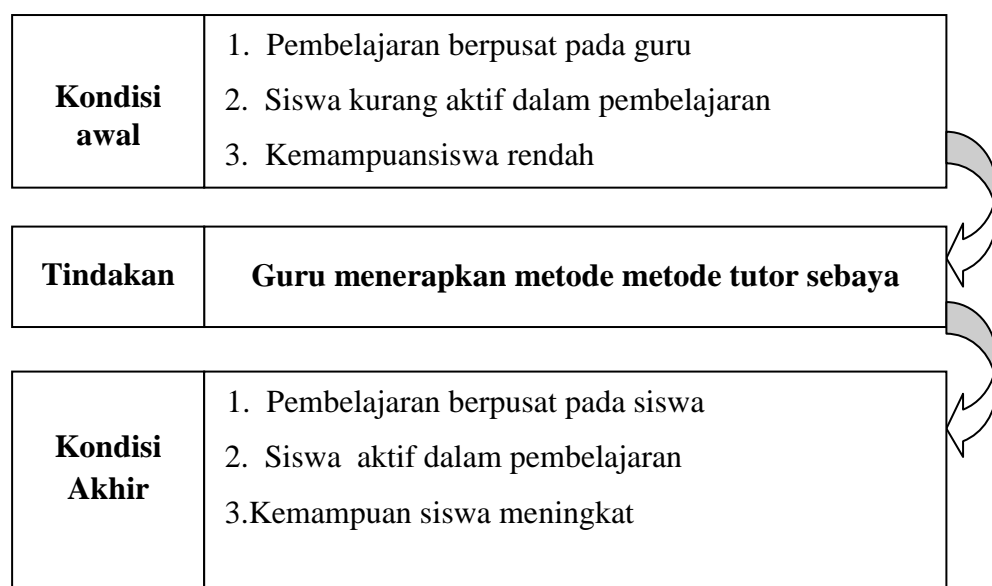 Kondisi
awal
1. Pembelajaran berpusat pada guru
2. Siswa kurang aktif dalam pembelajaran
3. Kemampuansiswa rendah
Tindakan
Guru menerapkan metode metode tutor sebaya
Kondisi
Akhir
1. Pembelajaran berpusat pada siswa
2. Siswa aktif dalam pembelajaran
3.Kemampuan siswa meningkat